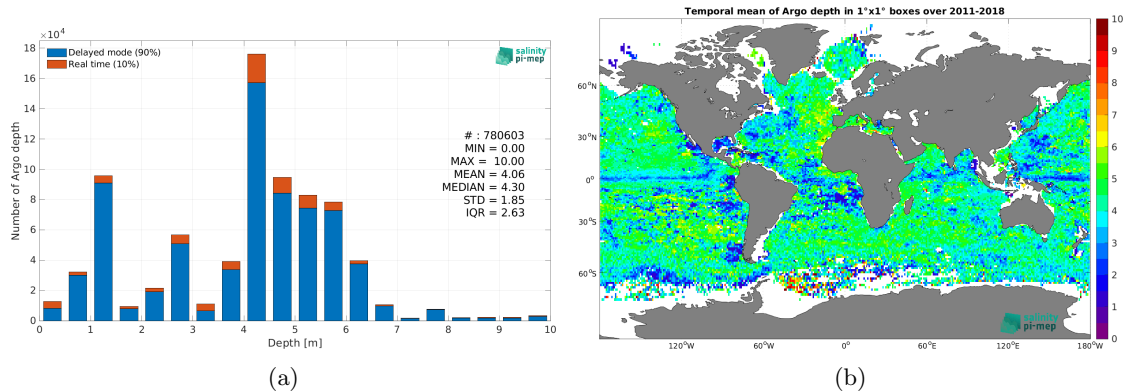 ×10⁴
18
16
14
12
10
8
6
4
2
0
Number of Argo depth
Delayed mode (90%)
Real time (10%)
salinity
pi-mep
# : 780603
MIN = 0.00
MAX = 10.00
MEAN = 4.06
MEDIAN = 4.30
STD = 1.85
IQR = 2.63
0 1 2 3 4 5 6 7 8 9 10
Depth [m]
(a)
Temporal mean of Argo depth in 1°x1° boxes over 2011-2018
60°N
30°N
0°
30°S
60°S
120°W 60°W 0° 60°E 120°E 180°W
salinity
pi-mep
10
9
8
7
6
5
4
3
2
1
0
(b)